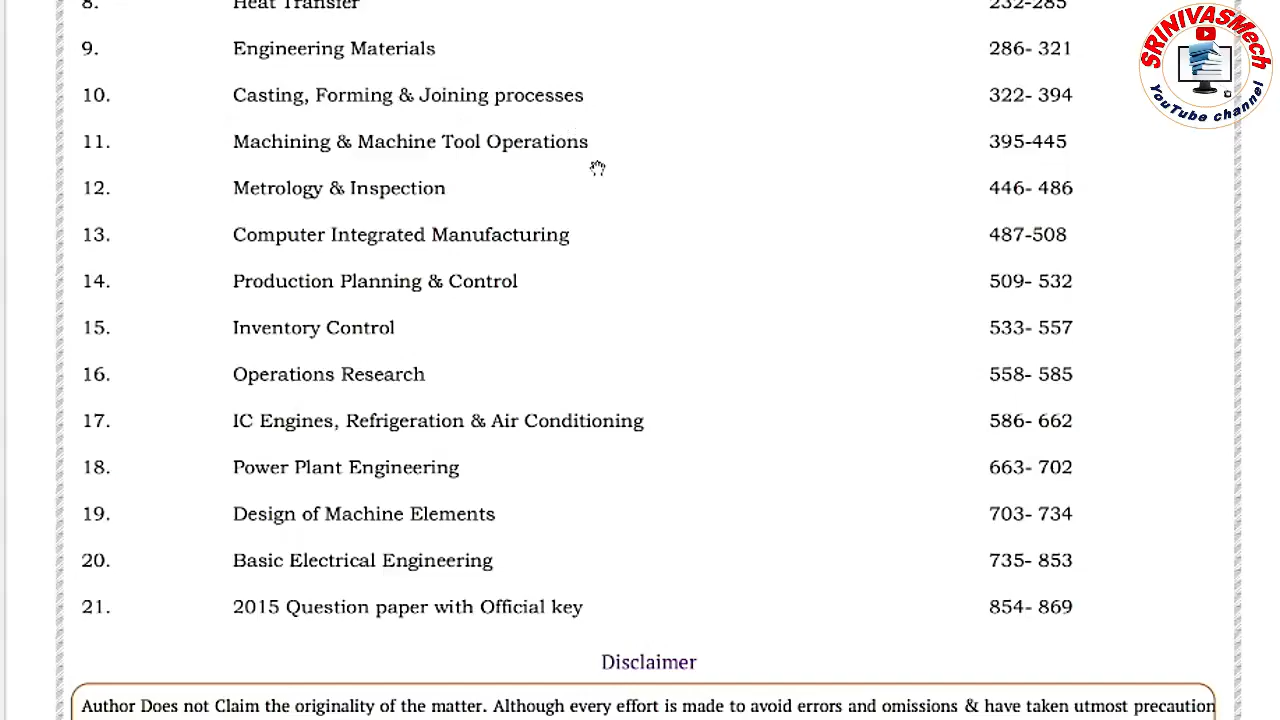 8. Heat Transfer 232-285
9. Engineering Materials 286- 321
10. Casting, Forming & Joining processes 322- 394
11. Machining & Machine Tool Operations 395-445
12. Metrology & Inspection 446- 486
13. Computer Integrated Manufacturing 487-508
14. Production Planning & Control 509- 532
15. Inventory Control 533- 557
16. Operations Research 558- 585
17. IC Engines, Refrigeration & Air Conditioning 586- 662
18. Power Plant Engineering 663- 702
19. Design of Machine Elements 703- 734
20. Basic Electrical Engineering 735- 853
21. 2015 Question paper with Official key 854- 869
Disclaimer
Author Does not Claim the originality of the matter. Although every effort is made to avoid errors and omissions & have taken utmost precaution
SRINIVASMech
YouTube channel
©